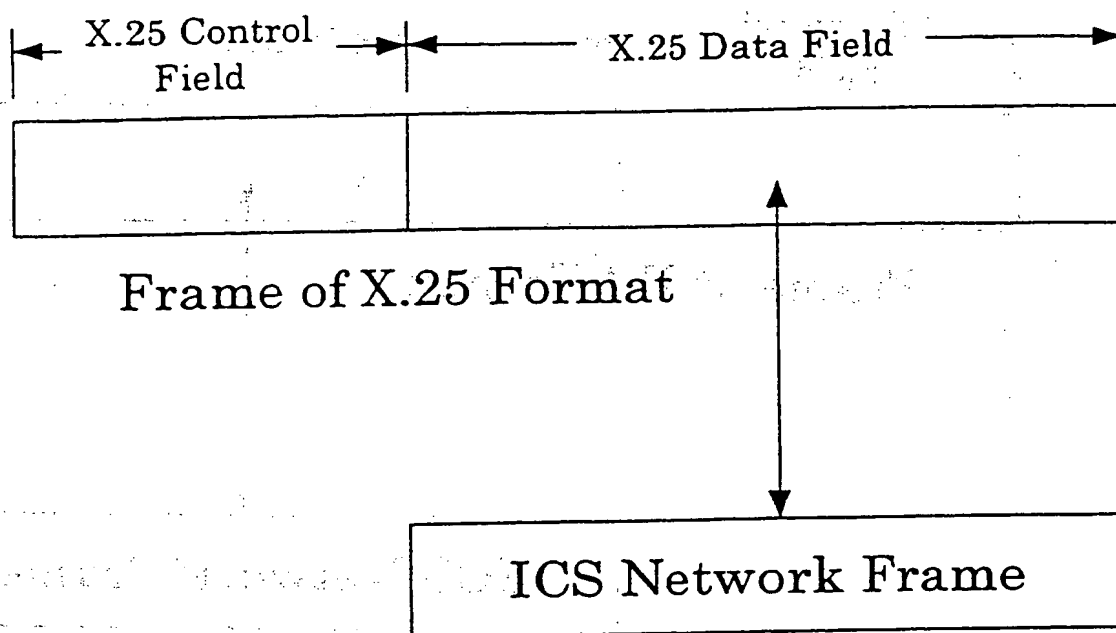 X.25 Control
Field
X.25 Data Field
Frame of X.25 Format
ICS Network Frame